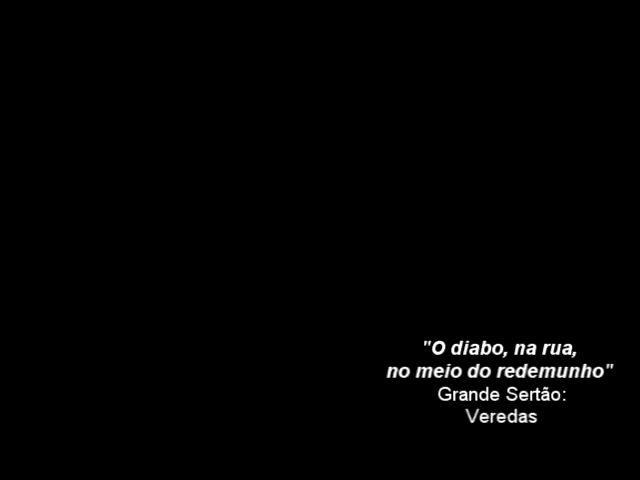 "O diabo, na rua,
no meio do redemunho"
Grande Sertão:
Veredas